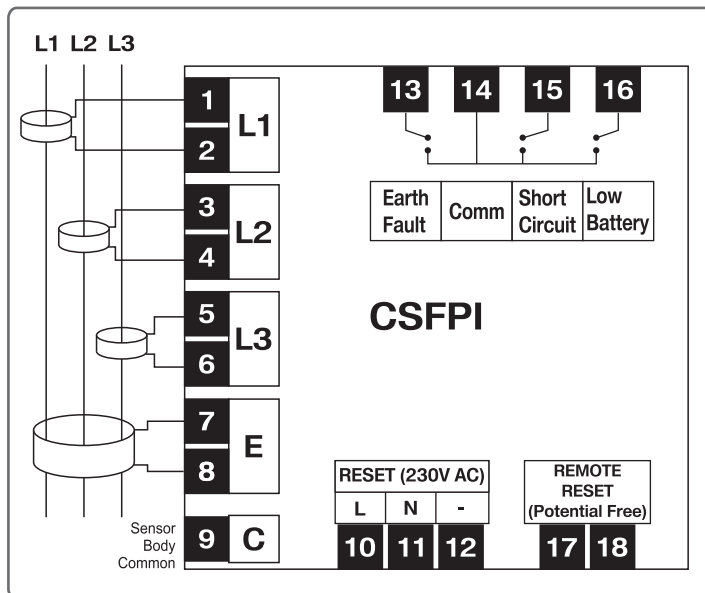 L1 L2 L3
1
2
L1
3
4
L2
5
6
L3
7
8
E
Sensor
Body
Common
9
C
13 14 15 16
Earth
Fault
Comm
Short
Circuit
Low
Battery
CSFPI
RESET (230V AC)
L N -
10 11 12
REMOTE
RESET
(Potential Free)
17 18